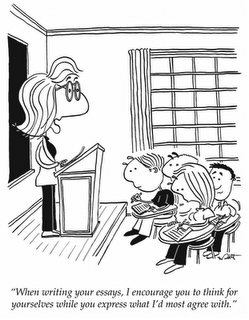 "When writing your essays, I encourage you to think for
yourselves while you express what I'd most agree with."